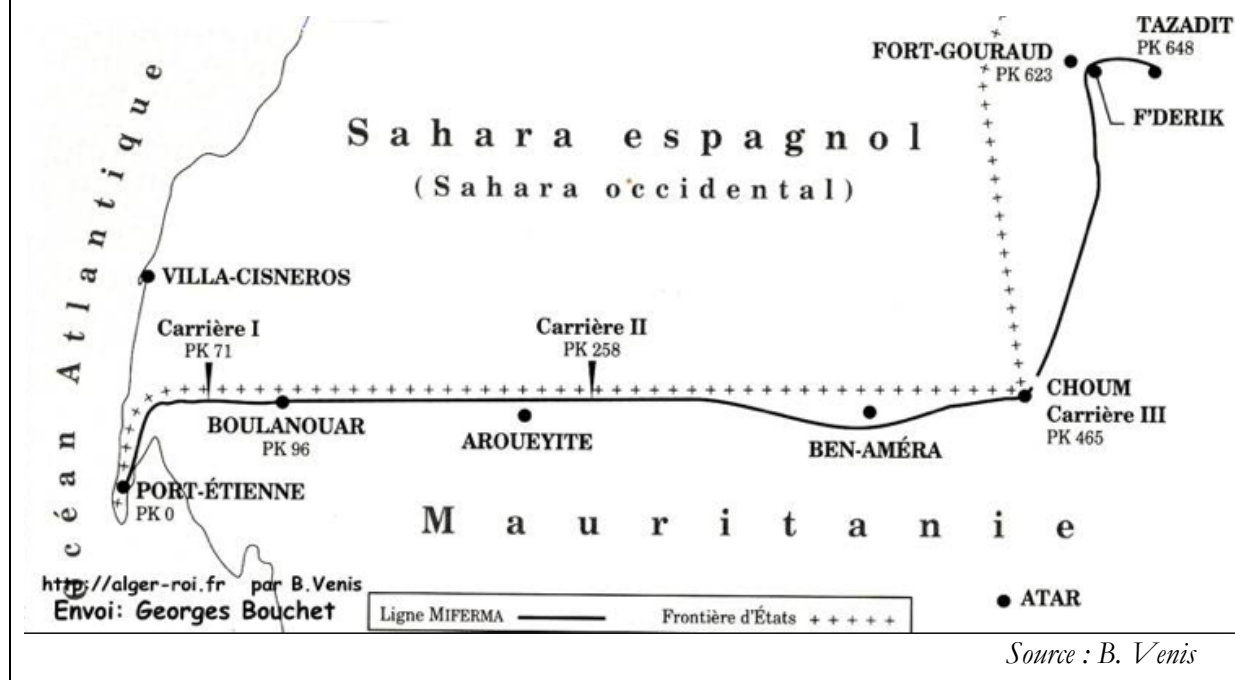 TAZADIT
PK 648
FORT-GOURAUD
PK 623
F'DERIK
Sahara espagnol
(Sahara occidental)
Océan Atlantique
VILLA-CISNEROS
Carrière I
PK 71
Carrière II
PK 258
CHOUM
Carrière III
PK 465
BOULANOUAR
PK 96
AROUEYITE
BEN-AMÉRA
PORT-ÉTIENNE
PK 0
Mauritanie
http://alger-roi.fr par B.Venis
Envoi: Georges Bouchet
ATAR
Ligne MIFERMA
Frontière d'États + + + + +
Source : B. Venis